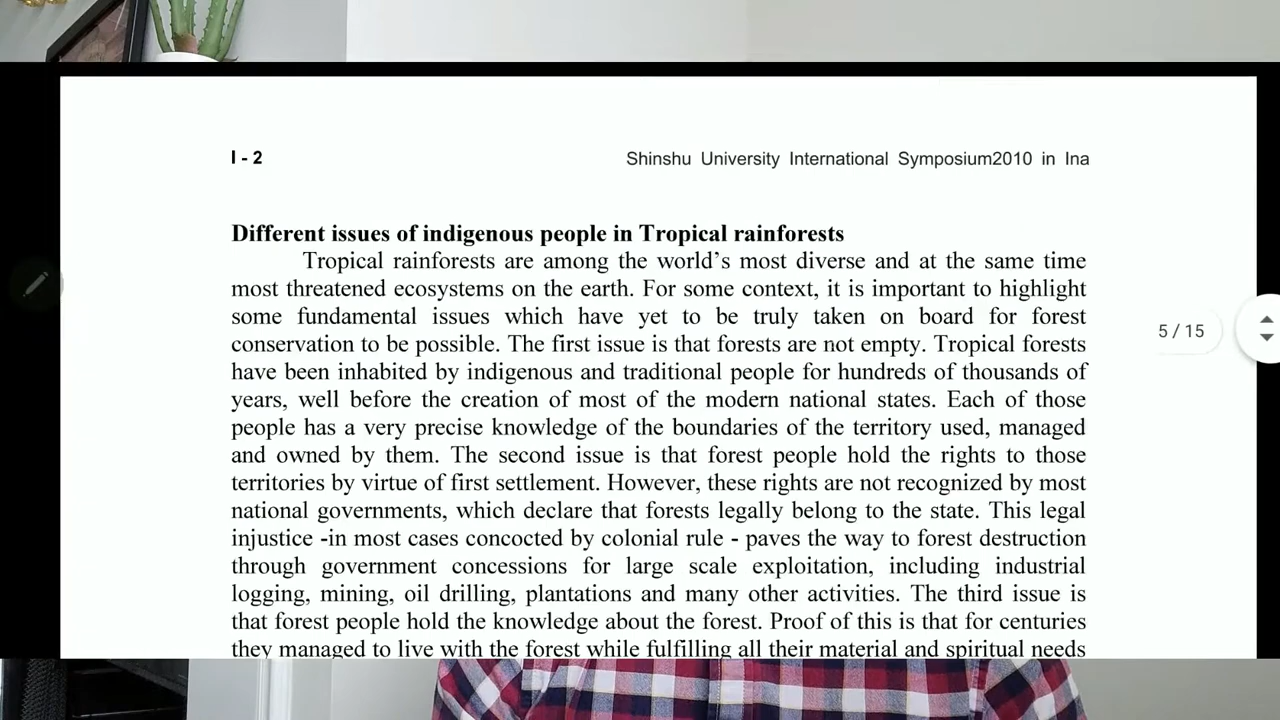 I - 2 Shinshu University International Symposium2010 in Ina
Different issues of indigenous people in Tropical rainforests
Tropical rainforests are among the world's most diverse and at the same time
most threatened ecosystems on the earth. For some context, it is important to highlight
some fundamental issues which have yet to be truly taken on board for forest
conservation to be possible. The first issue is that forests are not empty. Tropical forests
have been inhabited by indigenous and traditional people for hundreds of thousands of
years, well before the creation of most of the modern national states. Each of those
people has a very precise knowledge of the boundaries of the territory used, managed
and owned by them. The second issue is that forest people hold the rights to those
territories by virtue of first settlement. However, these rights are not recognized by most
national governments, which declare that forests legally belong to the state. This legal
injustice -in most cases concocted by colonial rule - paves the way to forest destruction
through government concessions for large scale exploitation, including industrial
logging, mining, oil drilling, plantations and many other activities. The third issue is
that forest people hold the knowledge about the forest. Proof of this is that for centuries
they managed to live with the forest while fulfilling all their material and spiritual needs
5 / 15